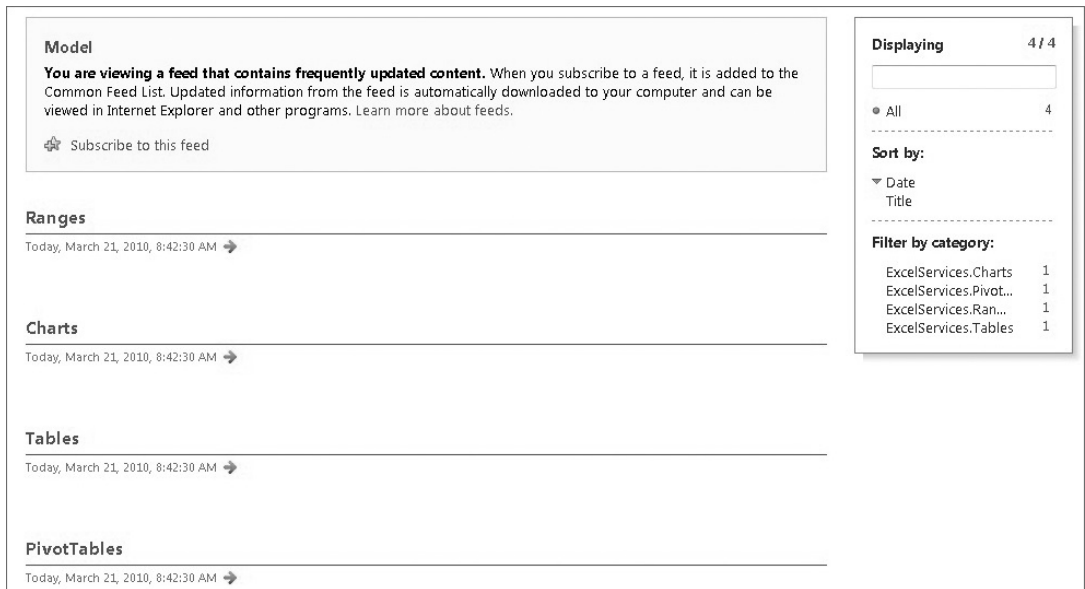 Model
You are viewing a feed that contains frequently updated content. When you subscribe to a feed, it is added to the
Common Feed List. Updated information from the feed is automatically downloaded to your computer and can be
viewed in Internet Explorer and other programs. Learn more about feeds.
Subscribe to this feed
Ranges
Today, March 21, 2010, 8:42:30 AM
Charts
Today, March 21, 2010, 8:42:30 AM
Tables
Today, March 21, 2010, 8:42:30 AM
PivotTables
Today, March 21, 2010, 8:42:30 AM
Displaying 4 / 4
All 4
Sort by:
Date
Title
Filter by category:
ExcelServices.Charts 1
ExcelServices.Pivot... 1
ExcelServices.Ran... 1
ExcelServices.Tables 1